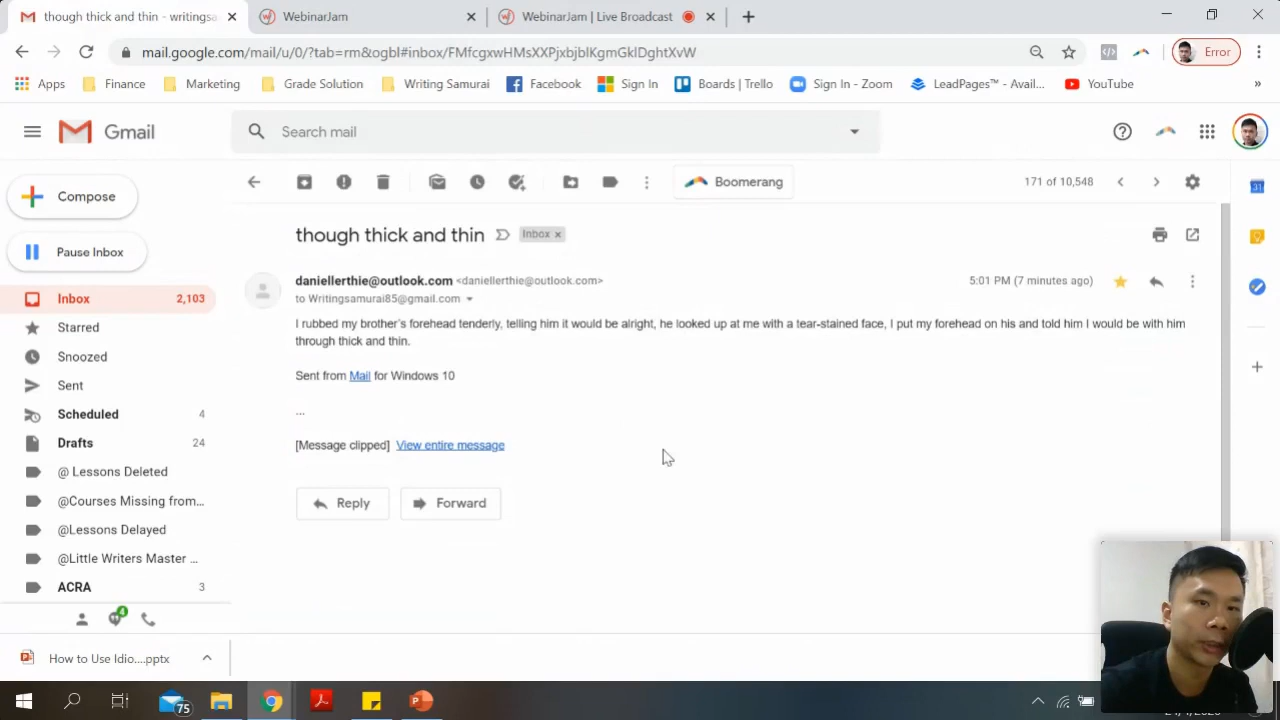 though thick and thin - writingsa
WebinarJam
WebinarJam | Live Broadcast
mail.google.com/mail/u/0/?tab=rm&ogbl#inbox/FMfcgxwHMsXXPjxbjblKgmGklDghtXvW
Error
Apps Finance Marketing Grade Solution Writing Samurai Facebook Sign In Boards | Trello Sign In - Zoom LeadPages™ - Avail... YouTube »
Gmail
Search mail
Compose
Boomerang
171 of 10,548
Pause Inbox
though thick and thin
Inbox x
Inbox 2,103
daniellerthie@outlook.com <daniellerthie@outlook.com>
5:01 PM (7 minutes ago)
to Writingsamurai85@gmail.com
Starred
I rubbed my brother's forehead tenderly, telling him it would be alright, he looked up at me with a tear-stained face, I put my forehead on his and told him I would be with him
through thick and thin.
Snoozed
Sent from Mail for Windows 10
Sent
...
Scheduled 4
Drafts 24
[Message clipped] View entire message
@ Lessons Deleted
@Courses Missing from...
Reply
Forward
@Lessons Delayed
@Little Writers Master ...
ACRA 3
4
How to Use Idio....pptx
75